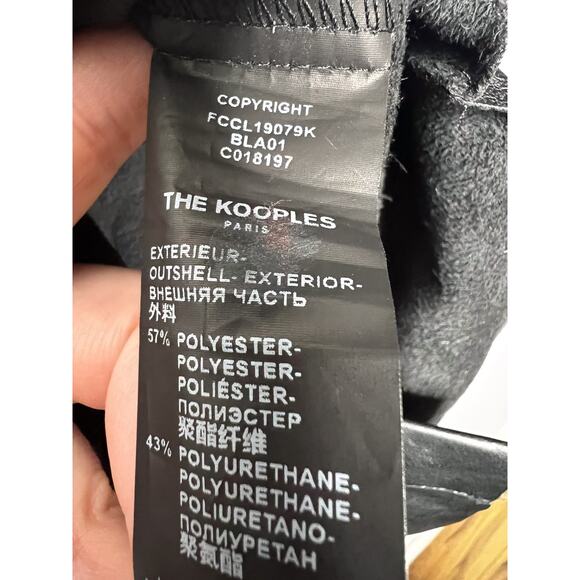 COPYRIGHT
FCCL19079K
BLA01
C018197
THE KOOPLES
PARIS
EXTERIEUR-
OUTSHELL- EXTERIOR-
ВНЕШНЯЯ ЧАСТЬ
外料
57% POLYESTER-
POLYESTER-
POLIÉSTER-
ПОЛИЭСТЕР
聚酯纤维
43% POLYURETHANE-
POLYURETHANE-
POLIURETANO-
ПОЛИУРЕТАН
聚氨酯